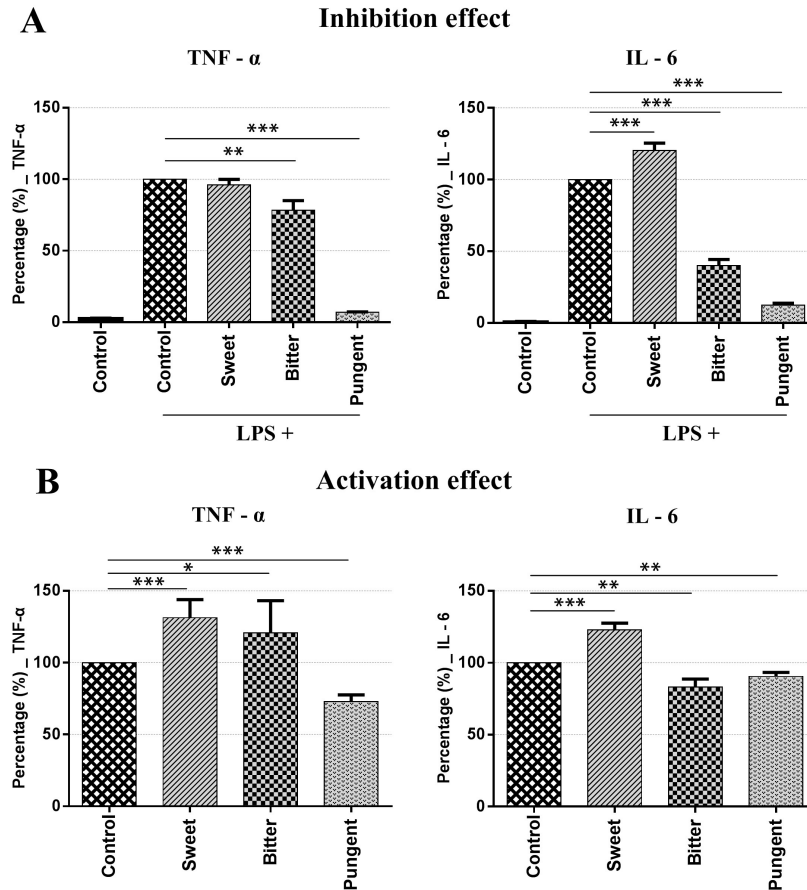 A
Inhibition effect
TNF - α
Percentage (%) _ TNF-α
150
100
50
0
***
**
Control
Control
Sweet
Bitter
Pungent
LPS +
IL - 6
Percentage (%) _ IL - 6
150
100
50
0
***
***
***
Control
Control
Sweet
Bitter
Pungent
LPS +
B
Activation effect
TNF - α
Percentage (%) _ TNF-α
150
100
50
0
***
*
***
Control
Sweet
Bitter
Pungent
IL - 6
Percentage (%) _ IL - 6
150
100
50
0
**
**
***
Control
Sweet
Bitter
Pungent